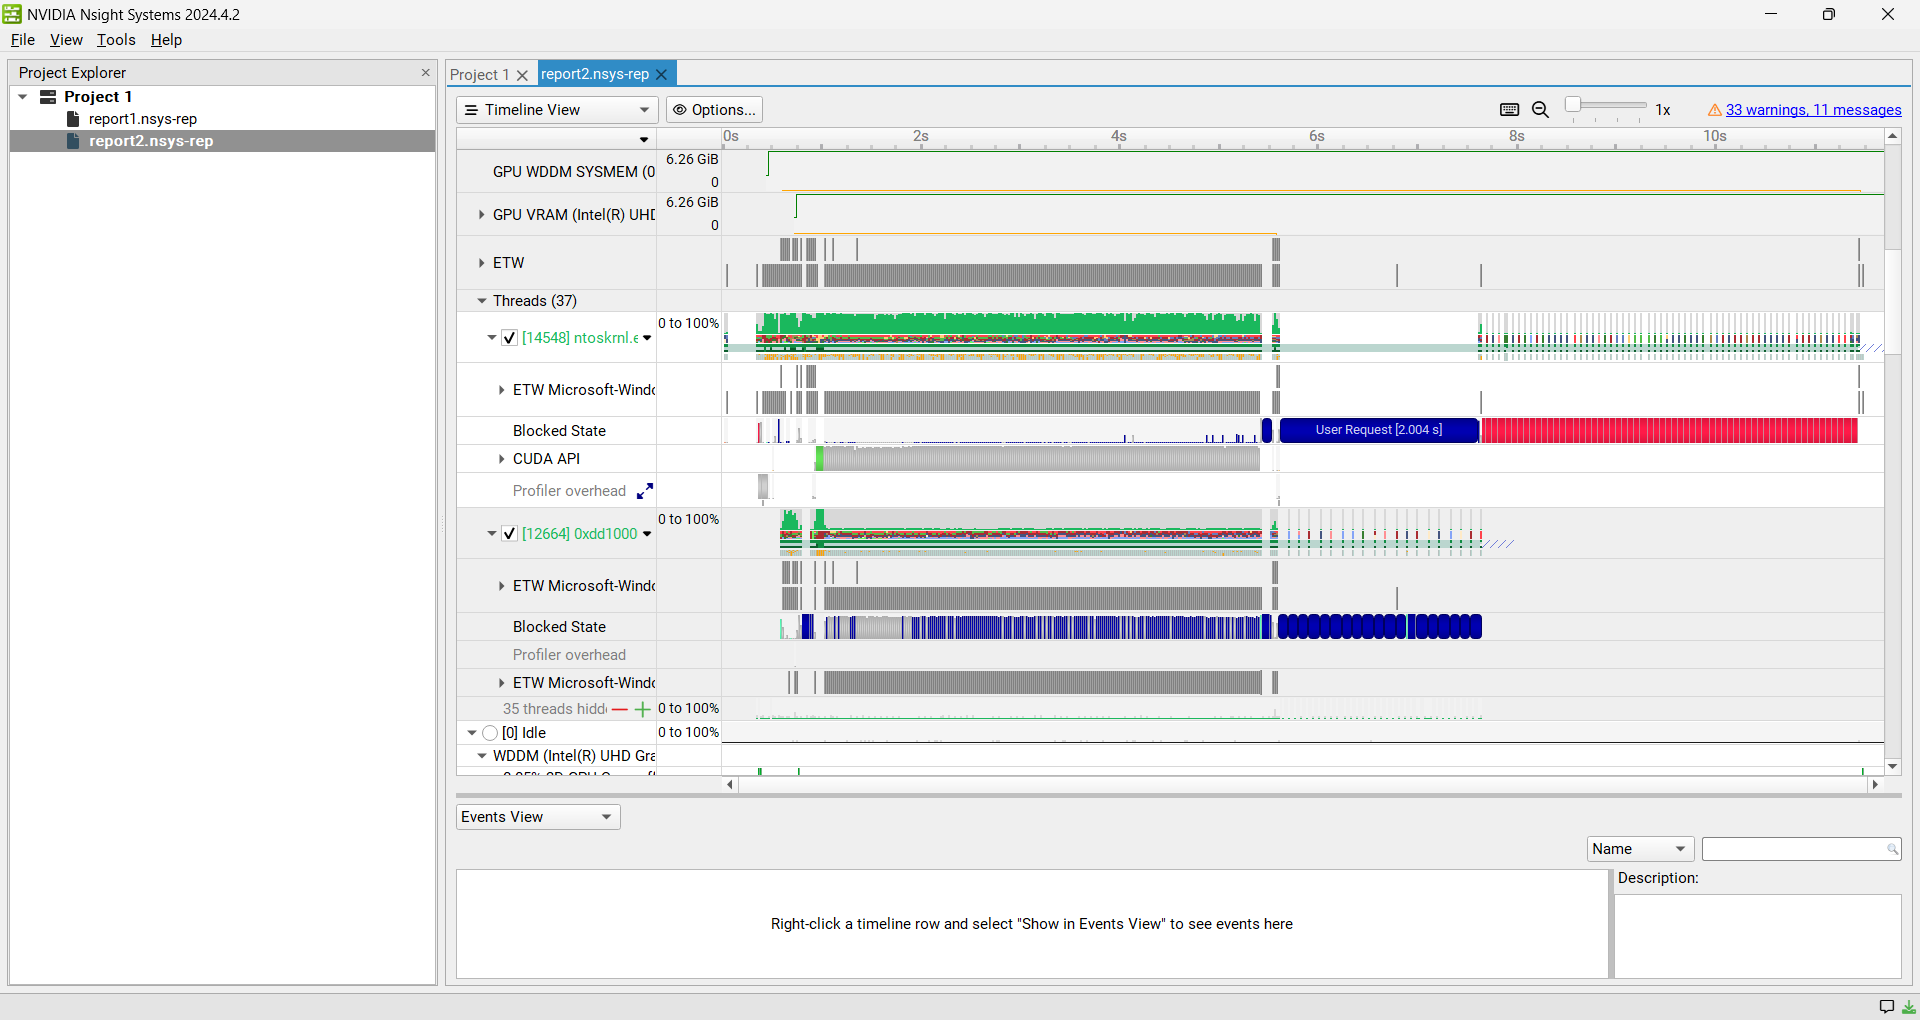 NVIDIA Nsight Systems 2024.4.2
File View Tools Help
Project Explorer
Project 1
report1.nsys-rep
report2.nsys-rep
Project 1
report2.nsys-rep
Timeline View
Options...
1x
33 warnings, 11 messages
0s 2s 4s 6s 8s 10s
GPU WDDM SYSMEM (0
6.26 GiB
0
GPU VRAM (Intel(R) UHD
6.26 GiB
0
ETW
Threads (37)
[14548] ntoskrnl.e
0 to 100%
ETW Microsoft-Windo
Blocked State
User Request [2.004 s]
CUDA API
Profiler overhead
[12664] 0xdd1000
0 to 100%
ETW Microsoft-Windo
Blocked State
Profiler overhead
ETW Microsoft-Windo
35 threads hidd
0 to 100%
[0] Idle
0 to 100%
WDDM (Intel(R) UHD Gra
Events View
Name
Description:
Right-click a timeline row and select "Show in Events View" to see events here